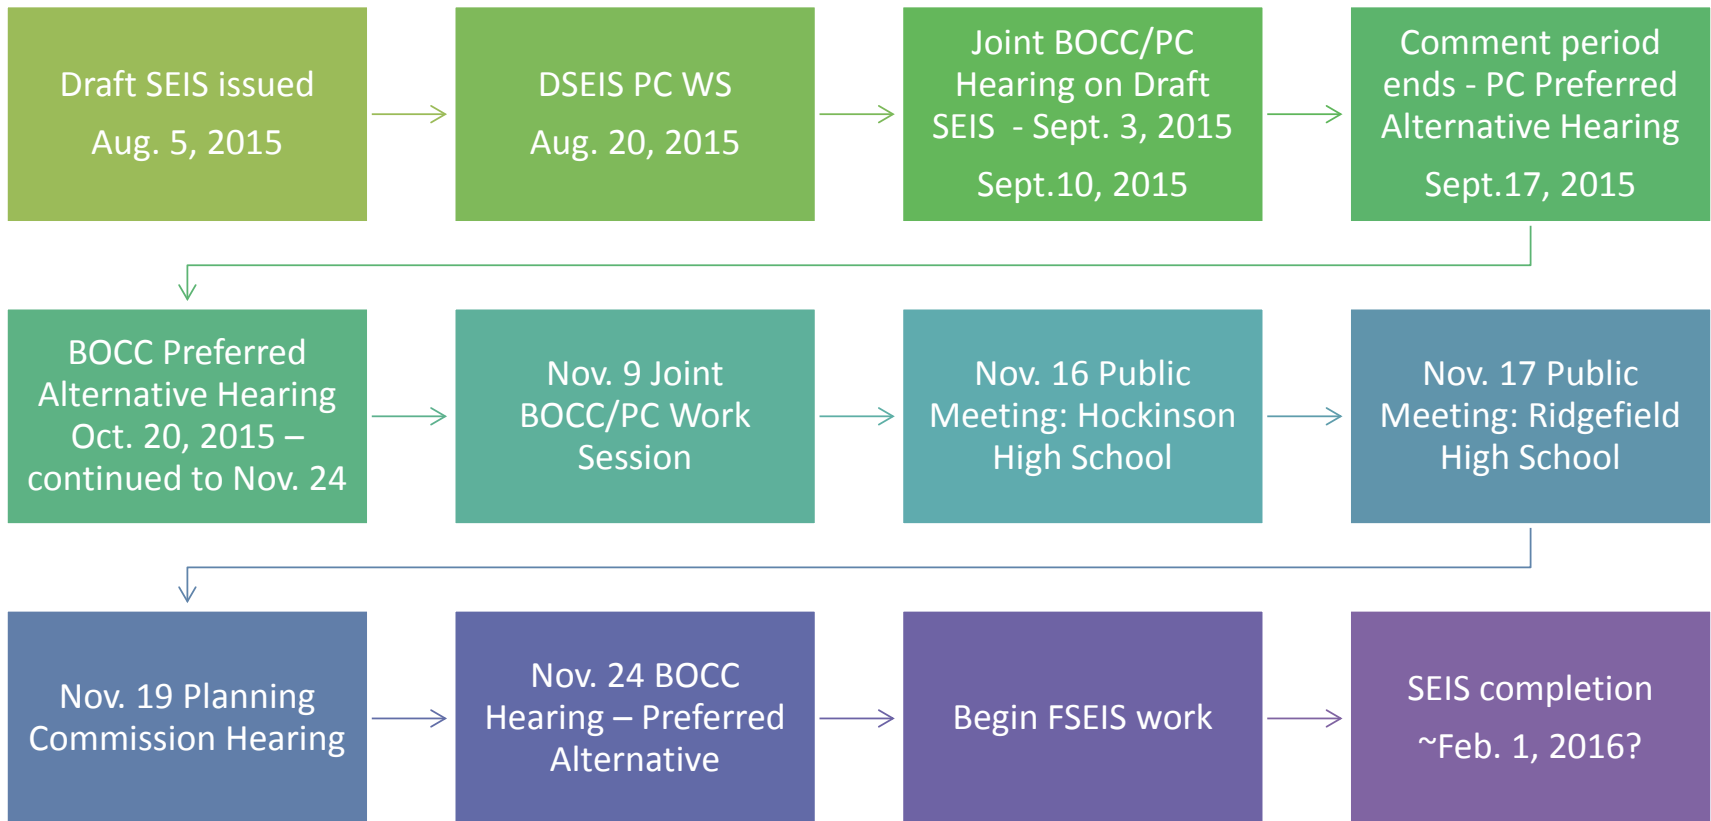 Draft SEIS issued
Aug. 5, 2015
DSEIS PC WS
Aug. 20, 2015
Joint BOCC/PC
Hearing on Draft
SEIS  - Sept. 3, 2015
Sept.10, 2015
Comment period
ends - PC Preferred
Alternative Hearing
Sept.17, 2015
BOCC Preferred
Alternative Hearing
Oct. 20, 2015 –
continued to Nov. 24
Nov. 9 Joint
BOCC/PC Work
Session
Nov. 16 Public
Meeting: Hockinson
High School
Nov. 17 Public
Meeting: Ridgefield
High School
Nov. 19 Planning
Commission Hearing
Nov. 24 BOCC
Hearing – Preferred
Alternative
Begin FSEIS work
SEIS completion
~Feb. 1, 2016?